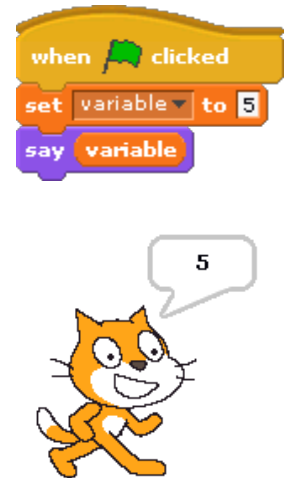 when clicked
set variable to 5
say variable
5